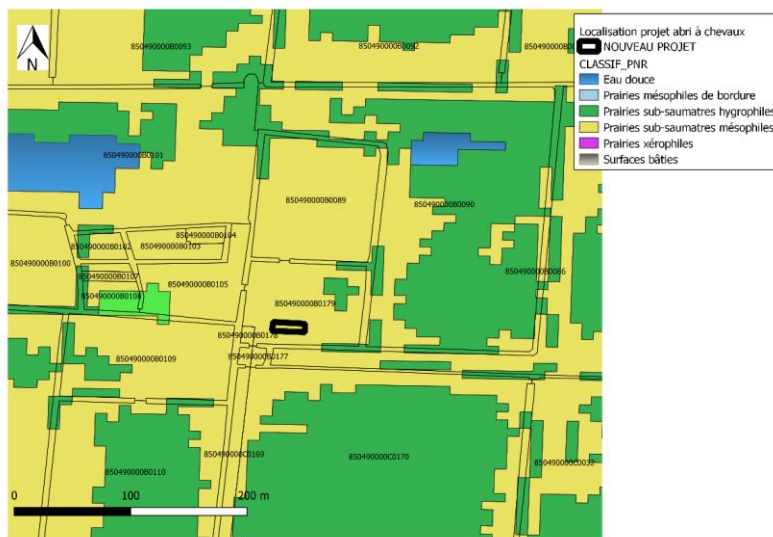 N
Localisation projet abri à chevaux
NOUVEAU PROJET
CLASSIF_PNR
Eau douce
Prairies mésophiles de bordure
Prairies sub-saumatres hygrophiles
Prairies sub-saumatres mésophiles
Prairies xérophiles
Surfaces bâties
850490000B0093
850490000B0092
850490000B0101
850490000B0089
850490000B0090
850490000B0104
850490000B0102
850490000B0103
850490000B0100
850490000B0086
850490000B0107
850490000B0105
850490000B0108
850490000B0179
850490000B0178
850490000B0177
850490000B0109
850490000C0169
850490000C0170
850490000C0032
850490000B0110
0 100 200 m